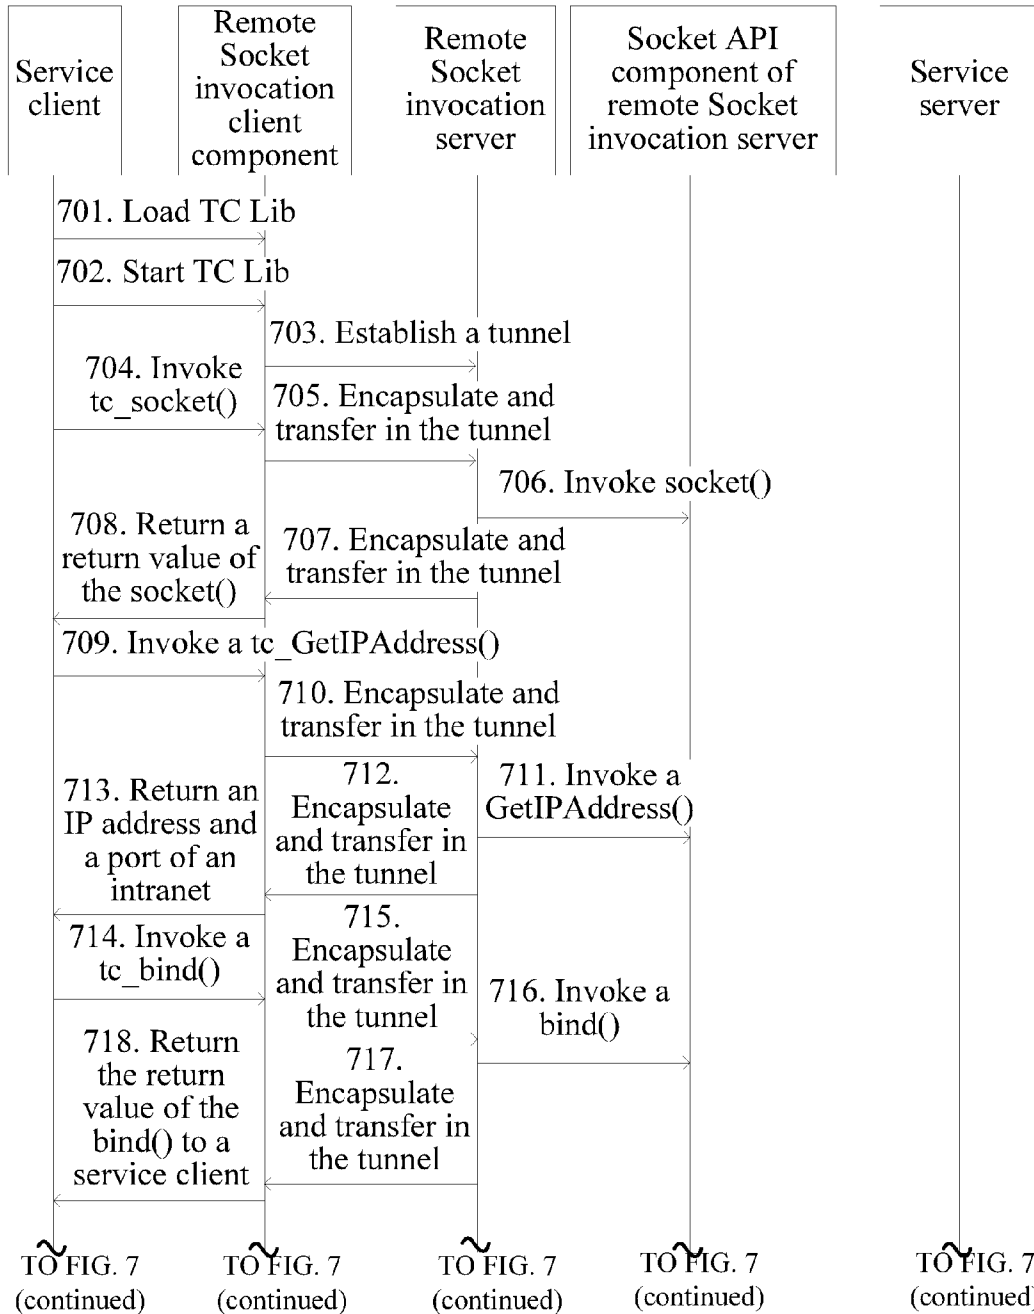 Service
client
Remote
Socket
invocation
client
component
Remote
Socket
invocation
server
Socket API
component of
remote Socket
invocation server
Service
server
701. Load TC Lib
702. Start TC Lib
703. Establish a tunnel
704. Invoke
tc_socket()
705. Encapsulate and
transfer in the tunnel
706. Invoke socket()
708. Return a
return value of
the socket()
707. Encapsulate and
transfer in the tunnel
709. Invoke a tc_GetIPAddress()
710. Encapsulate and
transfer in the tunnel
713. Return an
IP address and
a port of an
intranet
712.
Encapsulate
and transfer in
the tunnel
711. Invoke a
GetIPAddress()
714. Invoke a
tc_bind()
715.
Encapsulate
and transfer in
the tunnel
716. Invoke a
bind()
718. Return
the return
value of the
bind() to a
service client
717.
Encapsulate
and transfer in
the tunnel
TO FIG. 7
(continued)
TO FIG. 7
(continued)
TO FIG. 7
(continued)
TO FIG. 7
(continued)
TO FIG. 7
(continued)